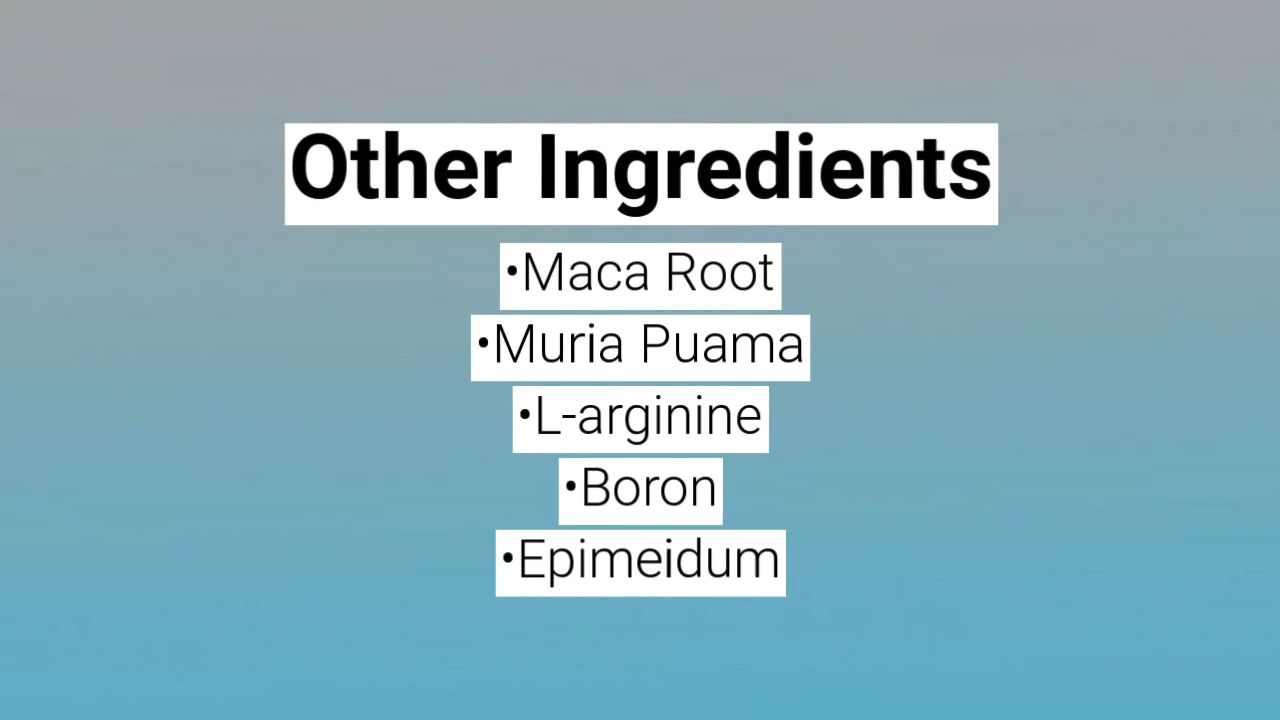 Other Ingredients
•Maca Root
•Muria Puama
•L-arginine
•Boron
•Epimeidum